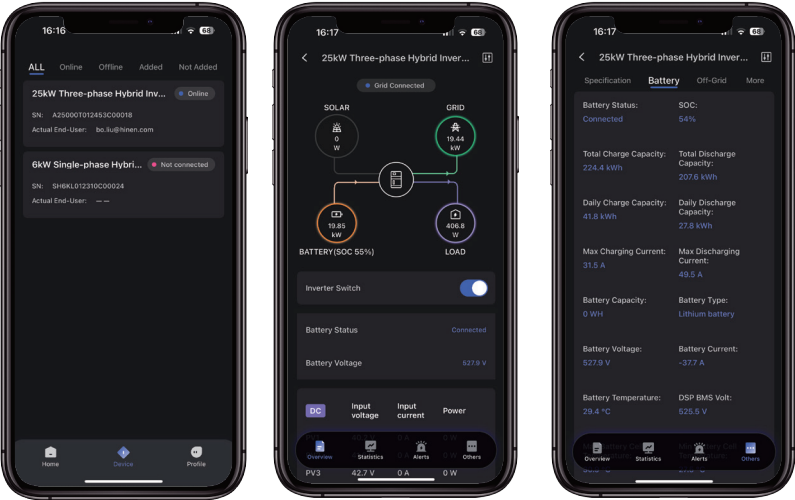 16:16
68
ALL Online Offline Added Not Added
25kW Three-phase Hybrid Inv... Online
SN: A25000T012453C00018
Actual End-User: bo.liu@hinen.com
6kW Single-phase Hybri... Not connected
SN: SH6KL012310C00024
Actual End-User: — —
Home Device Profile
16:17
68
25kW Three-phase Hybrid Inver...
Grid Connected
SOLAR GRID
0
W
19.44
kW
19.85
kW
406.8
W
BATTERY(SOC 55%) LOAD
Inverter Switch
Battery Status Connected
Battery Voltage 527.9 V
DC Input voltage Input current Power
Overview Statistics Alerts Others
PV3 42.7 V 0 A 0 W
16:17
68
25kW Three-phase Hybrid Inver...
Specification Battery Off-Grid More
Battery Status: SOC:
Connected 54%
Total Charge Capacity: Total Discharge Capacity:
224.4 kWh 207.6 kWh
Daily Charge Capacity: Daily Discharge Capacity:
41.8 kWh 27.8 kWh
Max Charging Current: Max Discharging Current:
31.5 A 49.5 A
Battery Capacity: Battery Type:
0 WH Lithium battery
Battery Voltage: Battery Current:
527.9 V -37.7 A
Battery Temperature: DSP BMS Volt:
29.4 °C 525.5 V
Overview Statistics Alerts Others